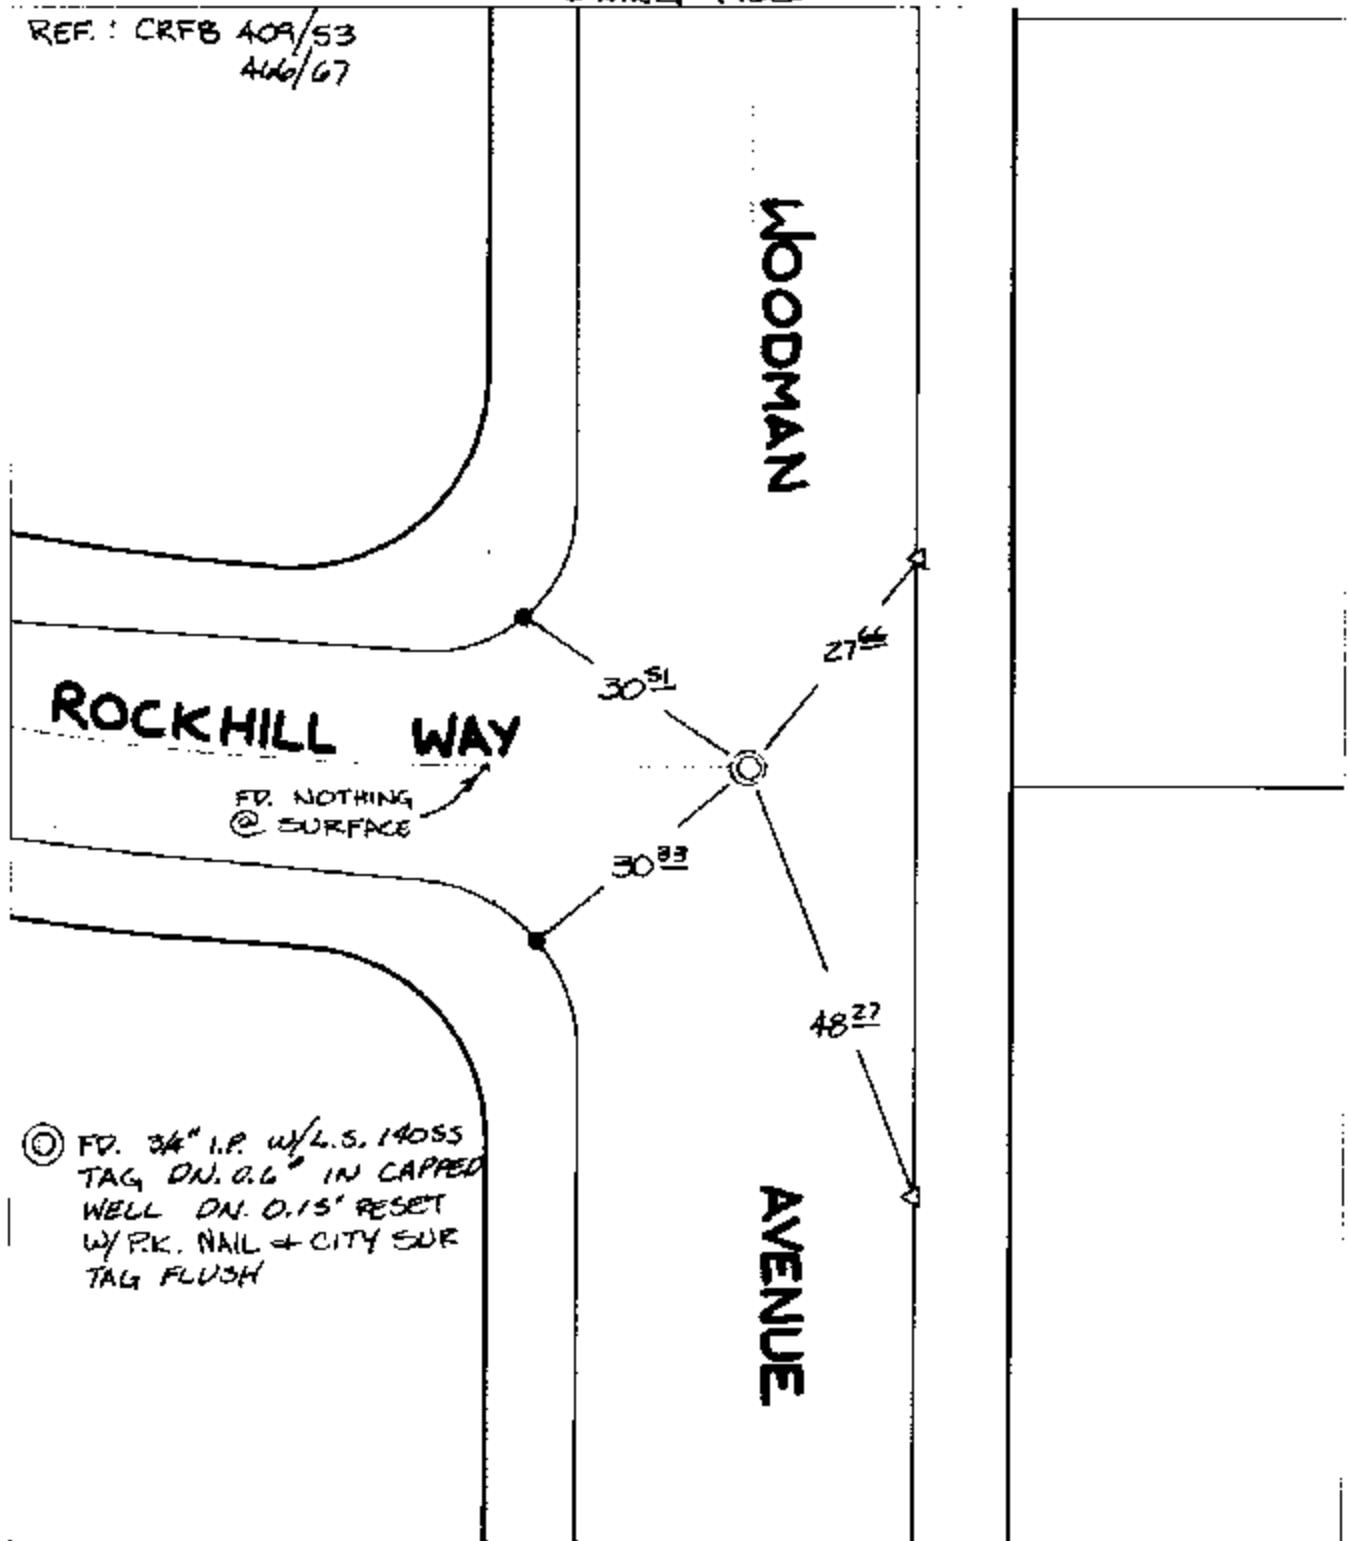 REF.: CRFB 409/53
466/67
WOODMAN
27 66
30 51
ROCKHILL WAY
FD. NOTHING
@ SURFACE
30 33
48 27
FD. 3/4" I.P. W/L.S. 14055
TAG DN. 0.6' IN CAPPED
WELL DN. 0.15' RESET
W/ P.K. NAIL + CITY SUR
TAG FLUSH
AVENUE